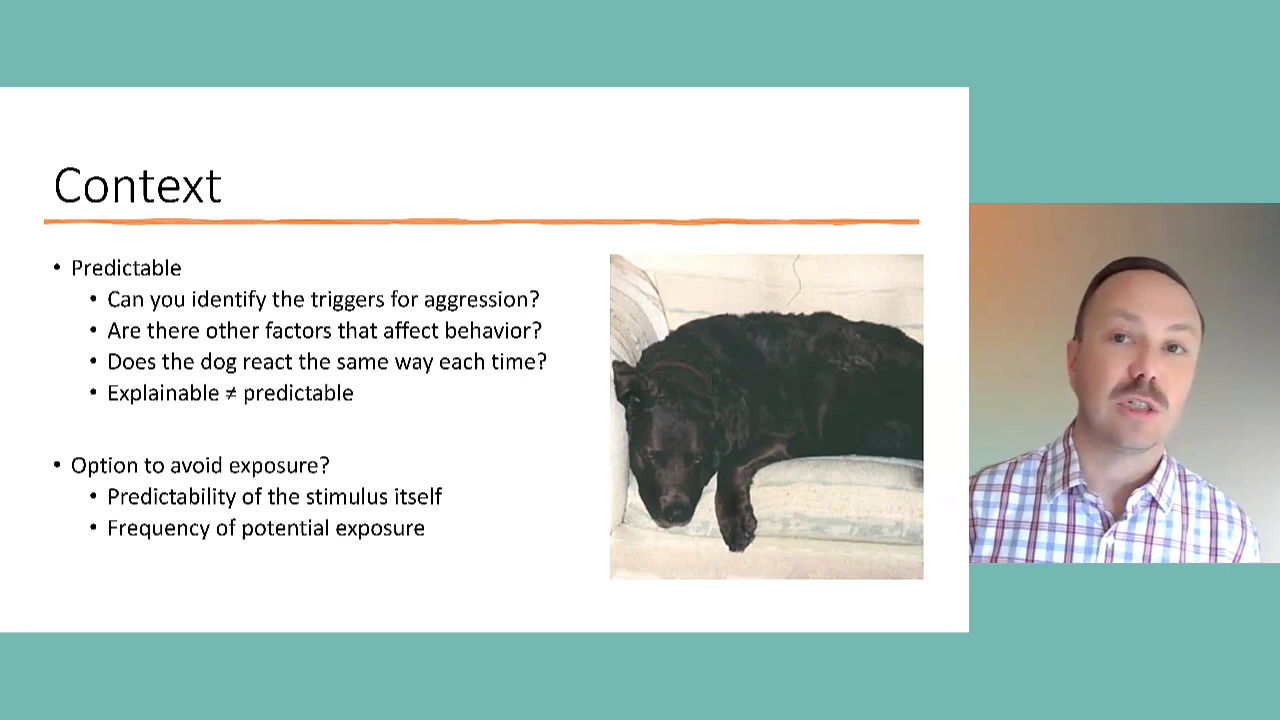 Context
• Predictable
• Can you identify the triggers for aggression?
• Are there other factors that affect behavior?
• Does the dog react the same way each time?
• Explainable ≠ predictable
• Option to avoid exposure?
• Predictability of the stimulus itself
• Frequency of potential exposure